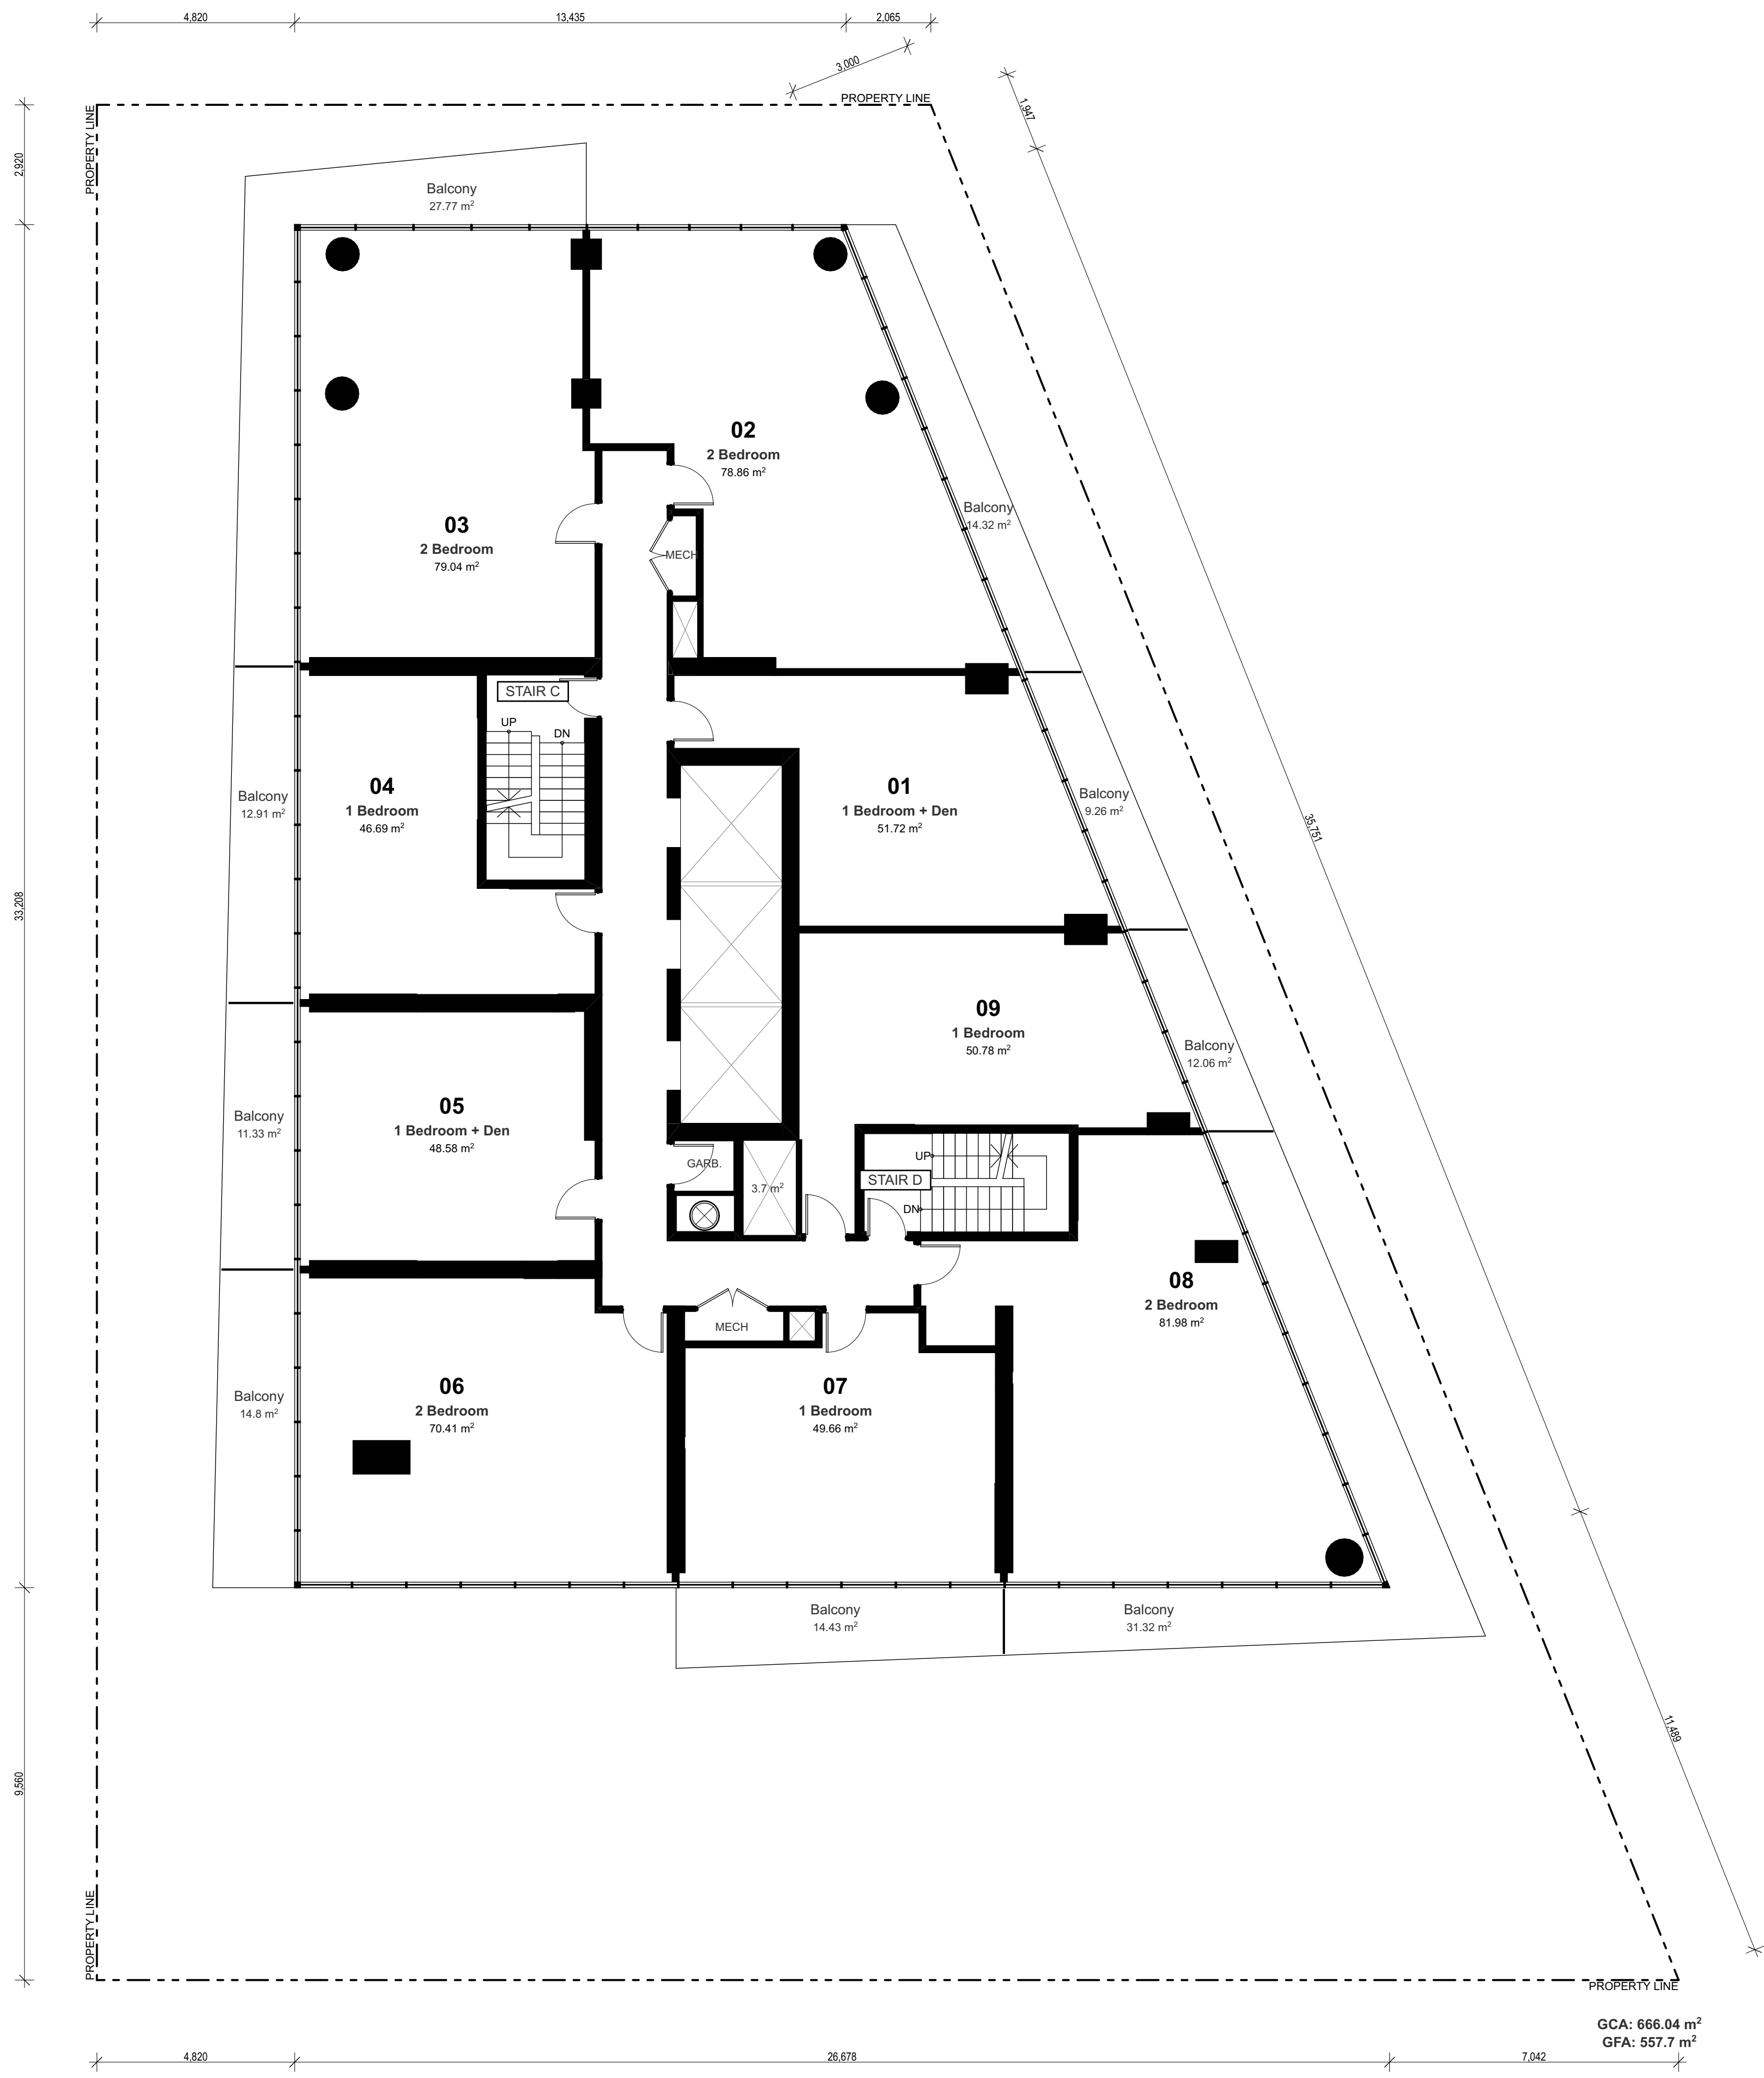 4,820
13,435
2,065
3,000
1,947
PROPERTY LINE
PROPERTY LINE
2,920
Balcony
27.77 m²
02
2 Bedroom
78.86 m²
Balcony
14.32 m²
03
2 Bedroom
79.04 m²
MECH
STAIR C
UP
DN
04
1 Bedroom
46.69 m²
Balcony
12.91 m²
01
1 Bedroom + Den
51.72 m²
Balcony
9.26 m²
35,751
33,208
09
1 Bedroom
50.78 m²
Balcony
12.06 m²
05
1 Bedroom + Den
48.58 m²
Balcony
11.33 m²
GARB.
3.7 m²
UP
STAIR D
DN
08
2 Bedroom
81.98 m²
MECH
06
2 Bedroom
70.41 m²
Balcony
14.8 m²
07
1 Bedroom
49.66 m²
Balcony
14.43 m²
Balcony
31.32 m²
11,489
9,560
PROPERTY LINE
PROPERTY LINE
GCA: 666.04 m²
GFA: 557.7 m²
4,820
26,678
7,042